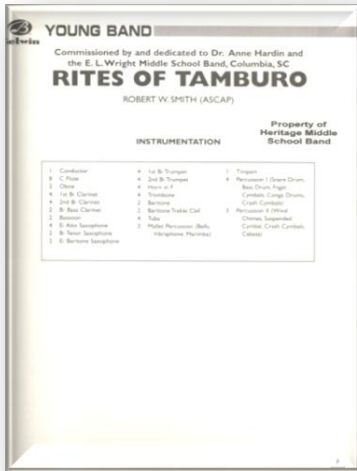 Belwin
YOUNG BAND
Commissioned by and dedicated to Dr. Anne Hardin and
the E. L. Wright Middle School Band, Columbia, SC
RITES OF TAMBURO
ROBERT W. SMITH (ASCAP)
Property of
Heritage Middle
School Band
INSTRUMENTATION
1 Conductor
8 C Flute
2 Oboe
4 1st B♭ Clarinet
4 2nd B♭ Clarinet
2 B♭ Bass Clarinet
2 Bassoon
4 E♭ Alto Saxophone
2 B♭ Tenor Saxophone
2 E♭ Baritone Saxophone
4 1st B♭ Trumpet
4 2nd B♭ Trumpet
4 Horn in F
4 Trombone
2 Baritone
2 Baritone Treble Clef
4 Tuba
3 Mallet Percussion (Bells,
Vibraphone, Marimba)
1 Timpani
4 Percussion I (Snare Drum,
Bass Drum, Finger
Cymbals, Conga Drums,
Crash Cymbals)
3 Percussion II (Wind
Chimes, Suspended
Cymbal, Crash Cymbals,
Cabasa)